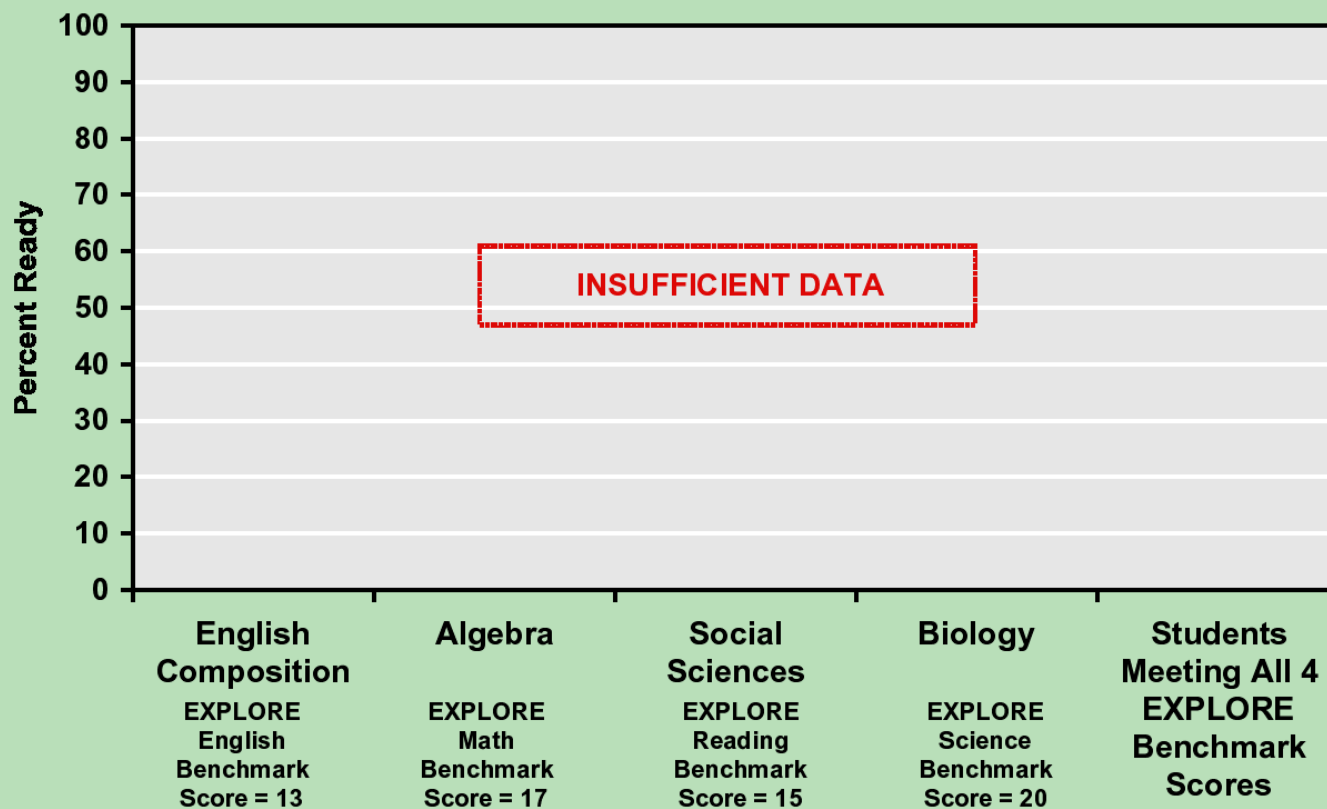 Percent Ready
100
90
80
70
60
50
40
30
20
10
0
INSUFFICIENT DATA
English
Composition
EXPLORE
English
Benchmark
Score = 13
Algebra
EXPLORE
Math
Benchmark
Score = 17
Social
Sciences
EXPLORE
Reading
Benchmark
Score = 15
Biology
EXPLORE
Science
Benchmark
Score = 20
Students
Meeting All 4
EXPLORE
Benchmark
Scores